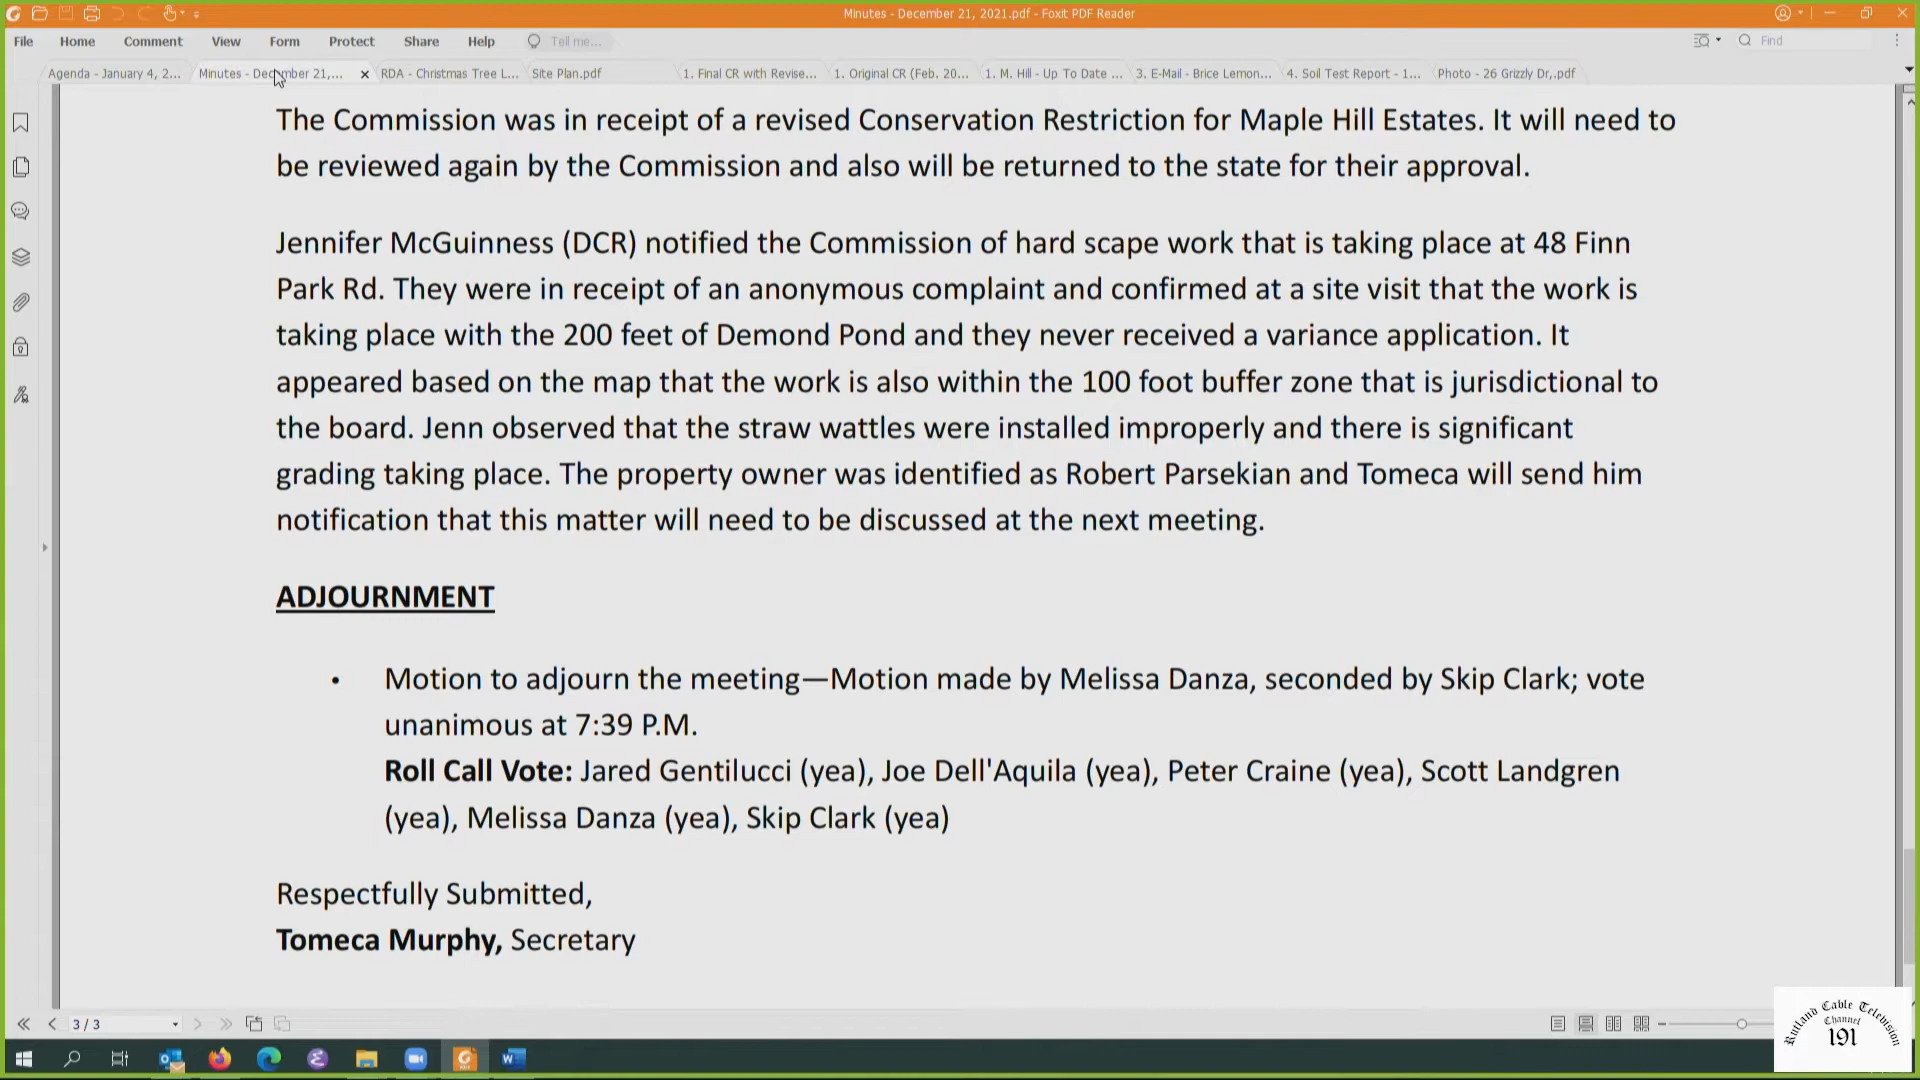 Minutes - December 21, 2021.pdf - Foxit PDF Reader
File Home Comment View Form Protect Share Help Tell me... Find
Agenda - January 4, 2... Minutes - December 21,... RDA - Christmas Tree L... Site Plan.pdf 1. Final CR with Revise... 1. Original CR (Feb. 20... 1. M. Hill - Up To Date ... 3. E-Mail - Brice Lemon... 4. Soil Test Report - 1... Photo - 26 Grizzly Dr,.pdf
The Commission was in receipt of a revised Conservation Restriction for Maple Hill Estates. It will need to
be reviewed again by the Commission and also will be returned to the state for their approval.
Jennifer McGuinness (DCR) notified the Commission of hard scape work that is taking place at 48 Finn
Park Rd. They were in receipt of an anonymous complaint and confirmed at a site visit that the work is
taking place with the 200 feet of Demond Pond and they never received a variance application. It
appeared based on the map that the work is also within the 100 foot buffer zone that is jurisdictional to
the board. Jenn observed that the straw wattles were installed improperly and there is significant
grading taking place. The property owner was identified as Robert Parsekian and Tomeca will send him
notification that this matter will need to be discussed at the next meeting.
ADJOURNMENT
• Motion to adjourn the meeting—Motion made by Melissa Danza, seconded by Skip Clark; vote
unanimous at 7:39 P.M.
Roll Call Vote: Jared Gentilucci (yea), Joe Dell'Aquila (yea), Peter Craine (yea), Scott Landgren
(yea), Melissa Danza (yea), Skip Clark (yea)
Respectfully Submitted,
Tomeca Murphy, Secretary
3 / 3
Rutland Cable Television
Channel
191